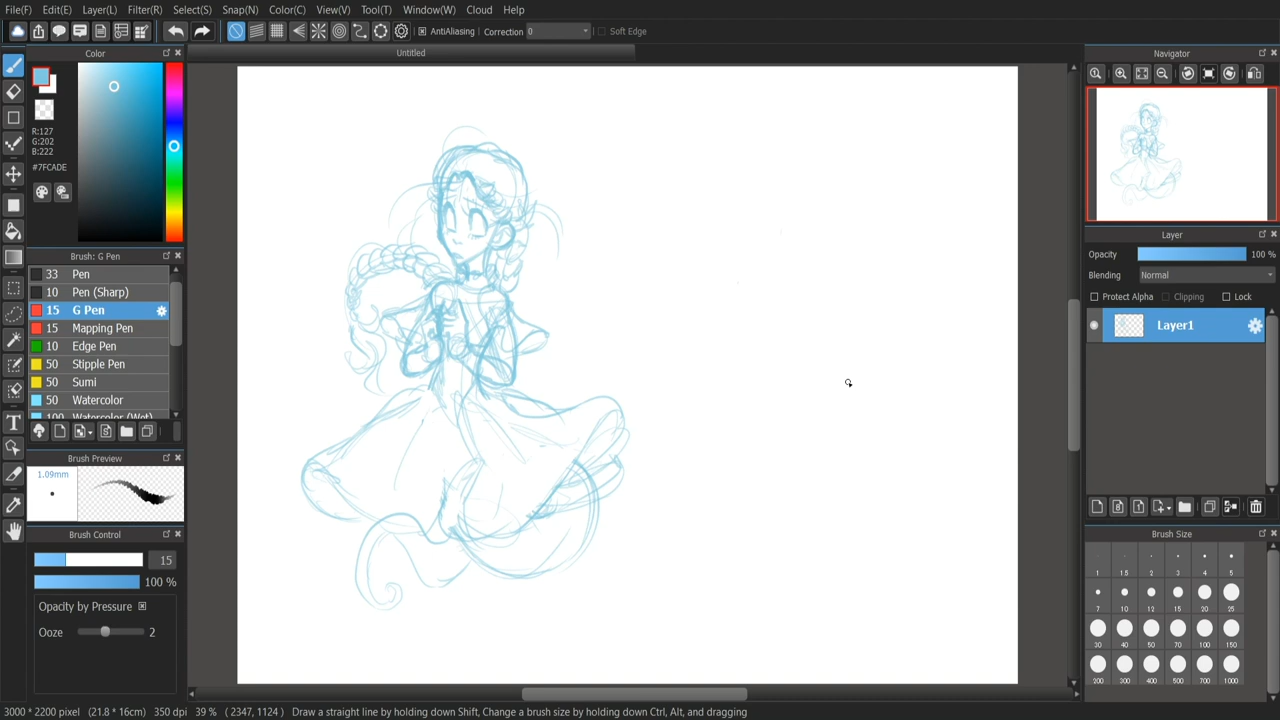 File(F) Edit(E) Layer(L) Filter(R) Select(S) Snap(N) Color(C) View(V) Tool(T) Window(W) Cloud Help
AntiAliasing Correction 0 Soft Edge
Color
Untitled
Navigator
R:127
G:202
B:222
#7FCADE
Brush: G Pen
33 Pen
10 Pen (Sharp)
15 G Pen
15 Mapping Pen
10 Edge Pen
50 Stipple Pen
50 Sumi
50 Watercolor
100 Watercolor (Wet)
Brush Preview
1.09mm
Brush Control
15
100 %
Opacity by Pressure
Ooze 2
Layer
Opacity 100 %
Blending Normal
Protect Alpha Clipping Lock
Layer1
Brush Size
1 1.5 2 3 4 5
7 10 12 15 20 25
30 40 50 70 100 150
200 300 400 500 700 1000
3000 * 2200 pixel (21.8 * 16cm) 350 dpi 39 % ( 2347, 1124 ) Draw a straight line by holding down Shift, Change a brush size by holding down Ctrl, Alt, and dragging